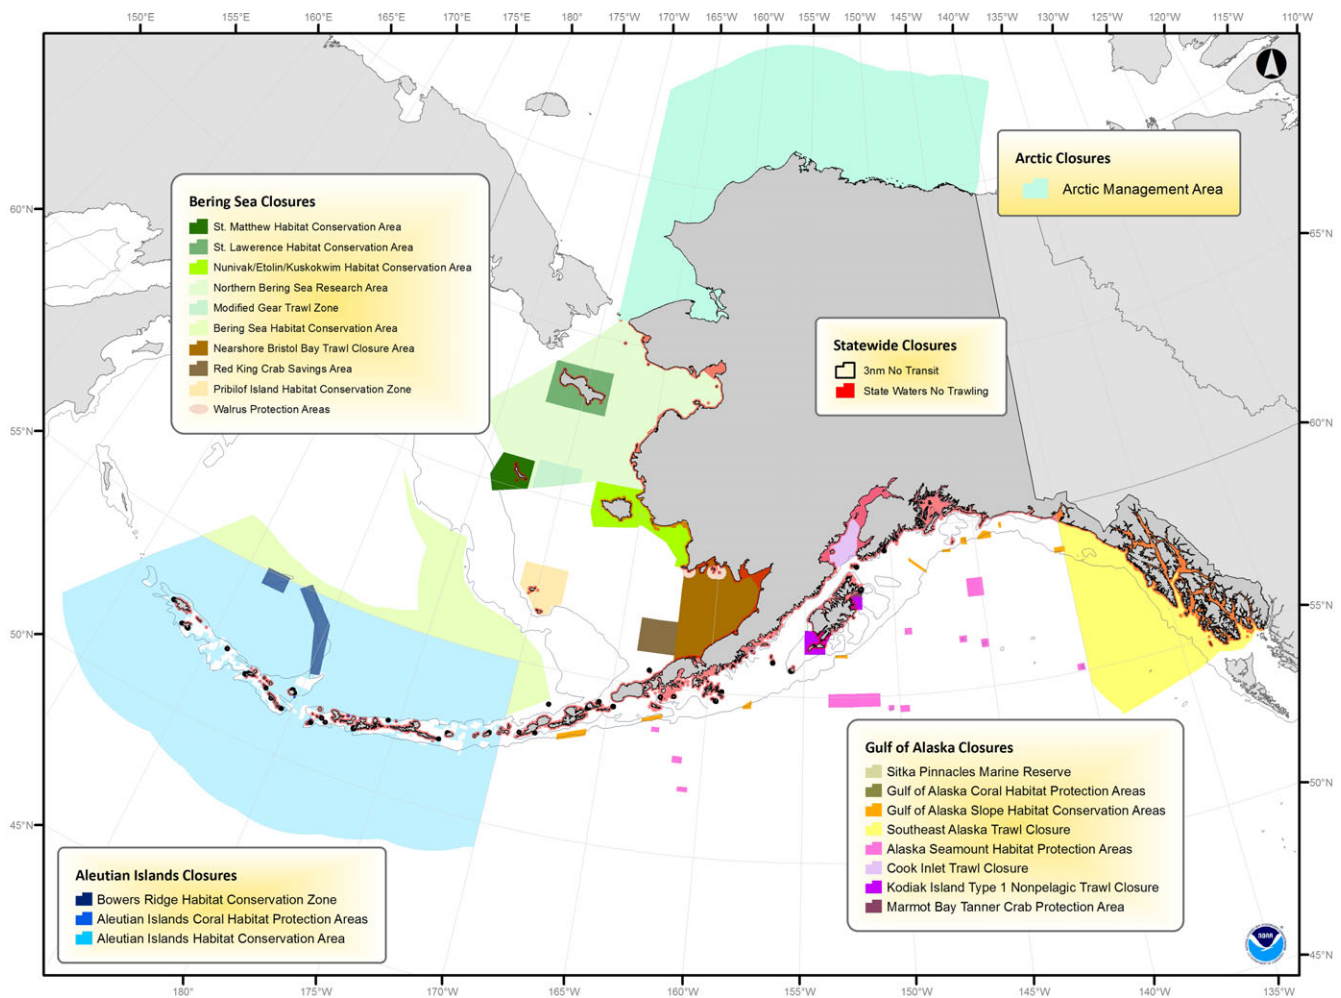 150°E 155°E 160°E 165°E 170°E 175°E 180° 175°W 170°W 165°W 160°W 155°W 150°W 145°W 140°W 135°W 130°W 125°W 120°W 115°W 110°W
Arctic Closures
Arctic Management Area
Bering Sea Closures
St. Matthew Habitat Conservation Area
St. Lawerence Habitat Conservation Area
Nunivak/Etolin/Kuskokwim Habitat Conservation Area
Northern Bering Sea Research Area
Modified Gear Trawl Zone
Bering Sea Habitat Conservation Area
Nearshore Bristol Bay Trawl Closure Area
Red King Crab Savings Area
Pribilof Island Habitat Conservation Zone
Walrus Protection Areas
60°N
65°N
Statewide Closures
3nm No Transit
State Waters No Trawling
55°N
60°N
50°N
55°N
45°N
50°N
Gulf of Alaska Closures
Sitka Pinnacles Marine Reserve
Gulf of Alaska Coral Habitat Protection Areas
Gulf of Alaska Slope Habitat Conservation Areas
Southeast Alaska Trawl Closure
Alaska Seamount Habitat Protection Areas
Cook Inlet Trawl Closure
Kodiak Island Type 1 Nonpelagic Trawl Closure
Marmot Bay Tanner Crab Protection Area
Aleutian Islands Closures
Bowers Ridge Habitat Conservation Zone
Aleutian Islands Coral Habitat Protection Areas
Aleutian Islands Habitat Conservation Area
NOAA
45°N
180° 175°W 170°W 165°W 160°W 155°W 150°W 145°W 140°W 135°W